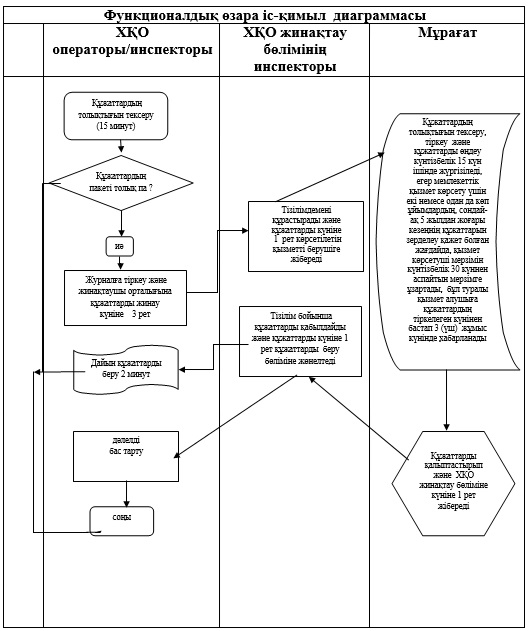 Функционалдық өзара іс-қимыл диаграммасы
ХҚО
операторы/инспекторы
ХҚО жинақтау
бөлімінің
инспекторы
Мұрағат
Құжаттардың
толықтығын тексеру
(15 минут)
Құжаттардың
пакеті толық па ?
иә
Журналға тіркеу және
жинақтаушы орталығына
құжаттарды жинау
күніне 3 рет
Дайын құжаттарды
беру 2 минут
дәлелді
бас тарту
соңы
Тізілімдемені
құрастырады және
құжаттарды күніне
1 рет көрсетілетін
қызметті берушіге
жібереді
Тізілім бойынша
құжаттарды қабылдайды
және құжаттарды күніне 1
рет құжаттарды беру
бөліміне жөнелтеді
Құжаттардың
толықтығын тексеру,
тіркеу және
құжаттарды өңдеу
күнтізбелік 15 күн
ішінде жүргізіледі,
егер мемлекеттік
қызмет көрсету үшін
екі немесе одан да көп
ұйымдардың, сондай-
ақ 5 жылдан жоғары
кезеңнің құжаттарын
зерделеу қажет болған
жағдайда, қызмет
көрсетуші мерзімін
күнтізбелік 30 күннен
аспайтын мерзімге
ұзартады, бұл туралы
қызмет алушыға
құжаттардың
тіркелеген күнінен
бастап 3 (үш) жұмыс
күнінде хабарланады
Құжаттарды
қалыптастырып
және ХҚО
жинақтау бөліміне
күніне 1 рет
жібереді